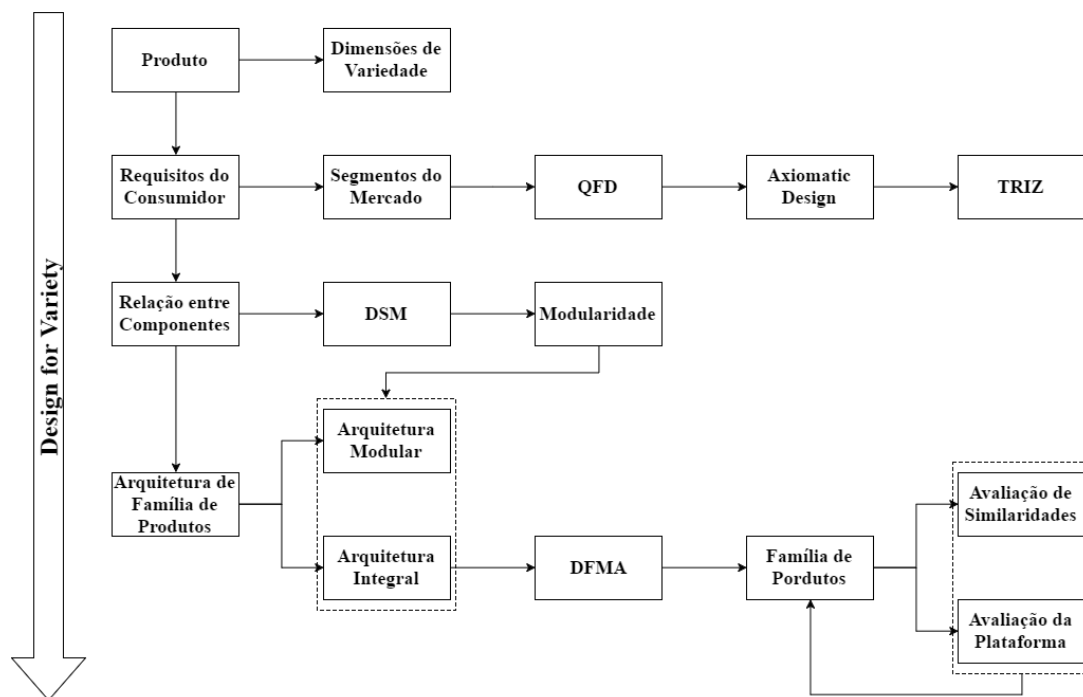 Design for Variety
Produto
Dimensões de
Variedade
Requisitos do
Consumidor
Segmentos do
Mercado
QFD
Axiomatic
Design
TRIZ
Relação entre
Componentes
DSM
Modularidade
Arquitetura de
Família de
Produtos
Arquitetura
Modular
Arquitetura
Integral
DFMA
Família de
Pordutos
Avaliação de
Similaridades
Avaliação da
Plataforma